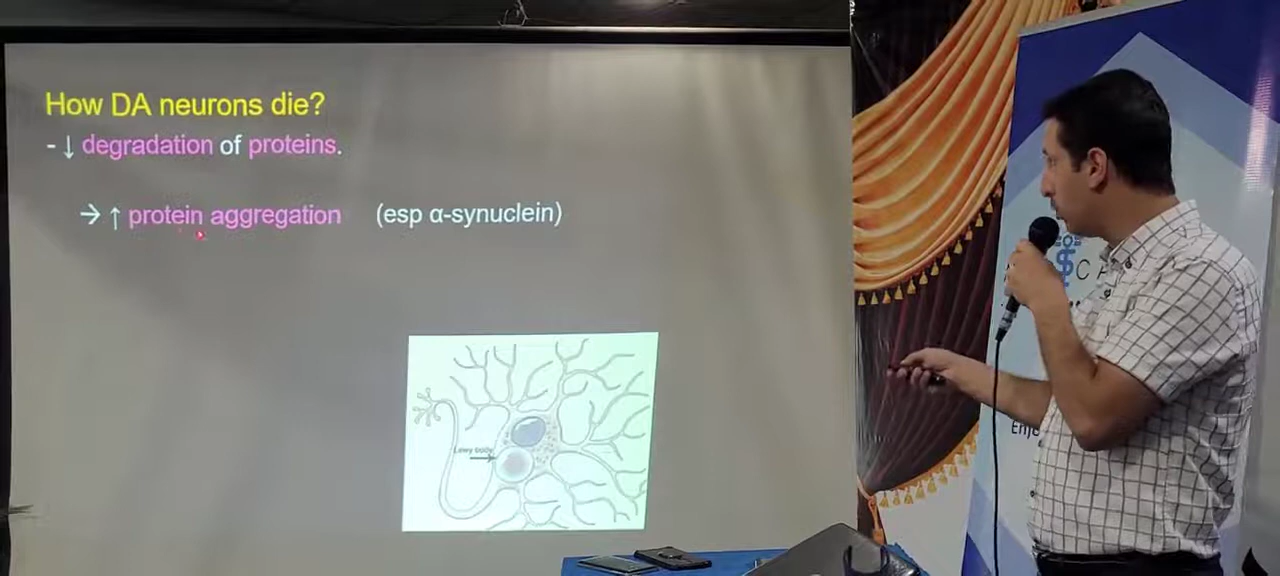 How DA neurons die?
- ↓ degradation of proteins.
→ ↑ protein aggregation (esp α-synuclein)
Lewy body